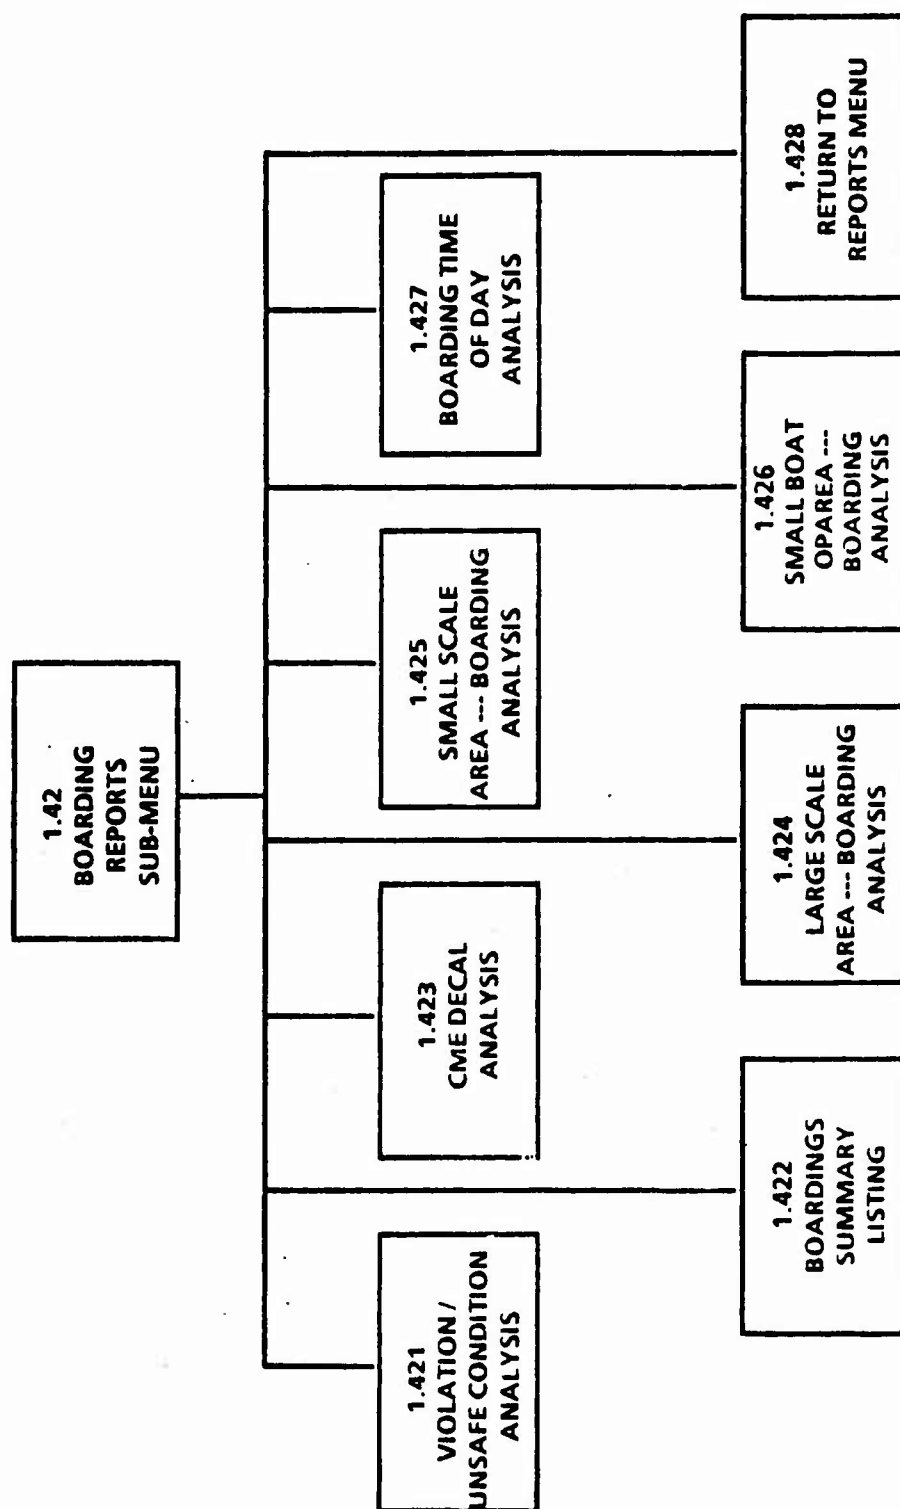 1.42
BOARDING
REPORTS
SUB-MENU
1.421
VIOLATION /
UNSAFE CONDITION
ANALYSIS
1.422
BOARDINGS
SUMMARY
LISTING
1.423
CME DECAL
ANALYSIS
1.424
LARGE SCALE
AREA --- BOARDING
ANALYSIS
1.425
SMALL SCALE
AREA --- BOARDING
ANALYSIS
1.426
SMALL BOAT
OPAREA ---
BOARDING
ANALYSIS
1.427
BOARDING TIME
OF DAY
ANALYSIS
1.428
RETURN TO
REPORTS MENU